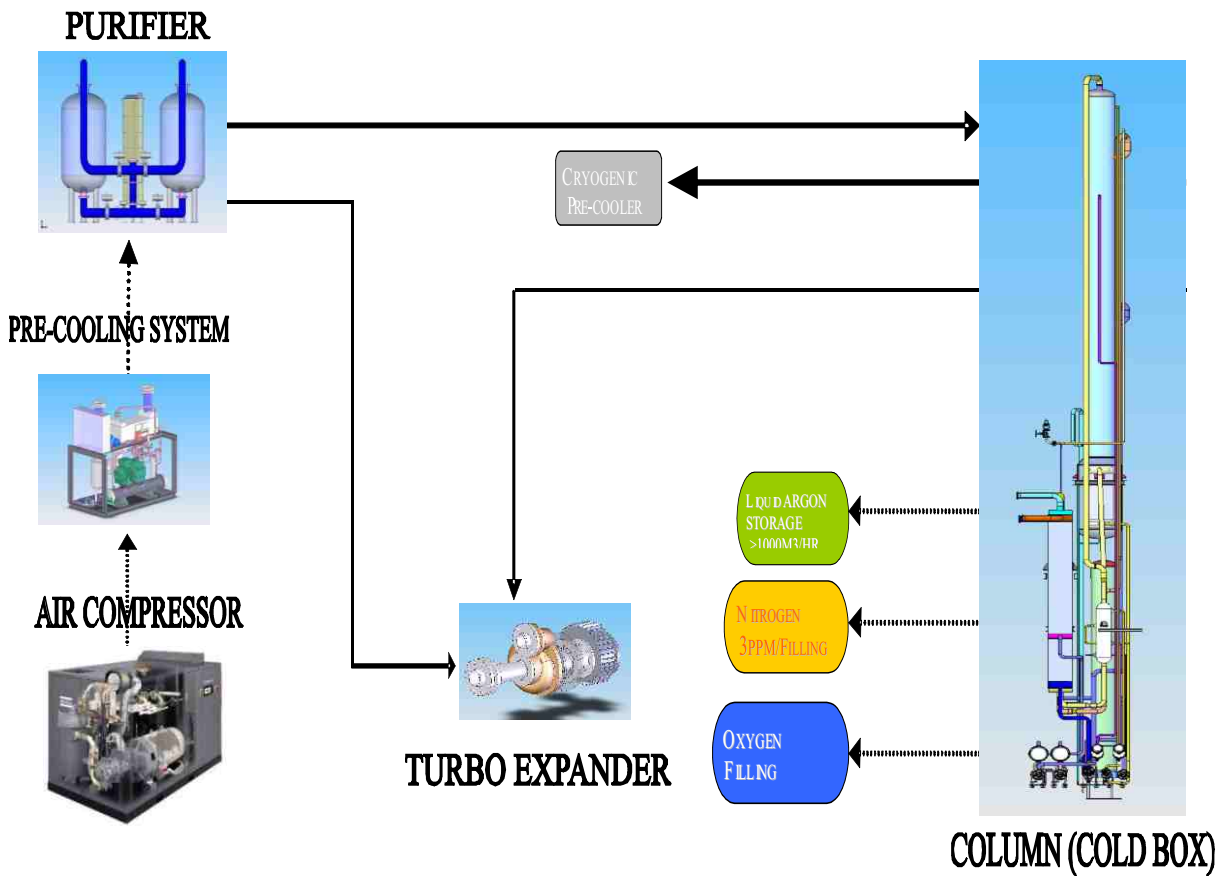 PURIFIER
CRYOGENIC
PRE-COOLER
PRE-COOLING SYSTEM
LIQUID ARGON
STORAGE
>1000M3/HR
AIR COMPRESSOR
NITROGEN
3PPM/FILLING
OXYGEN
FILLING
TURBO EXPANDER
COLUMN (COLD BOX)